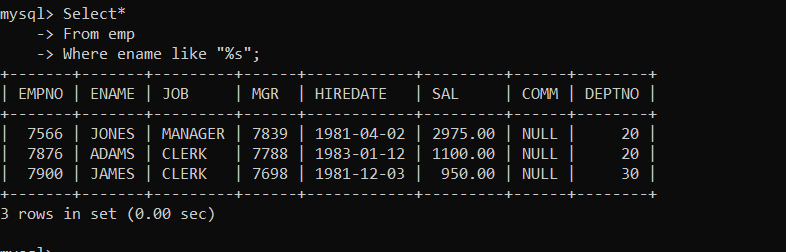 mysql> Select*
    -> From emp
    -> Where ename like "%s";
+-------+-------+---------+------+------------+---------+------+--------+
| EMPNO | ENAME | JOB     | MGR  | HIREDATE   | SAL     | COMM | DEPTNO |
+-------+-------+---------+------+------------+---------+------+--------+
|  7566 | JONES | MANAGER | 7839 | 1981-04-02 | 2975.00 | NULL |     20 |
|  7876 | ADAMS | CLERK   | 7788 | 1983-01-12 | 1100.00 | NULL |     20 |
|  7900 | JAMES | CLERK   | 7698 | 1981-12-03 |  950.00 | NULL |     30 |
+-------+-------+---------+------+------------+---------+------+--------+
3 rows in set (0.00 sec)
mysql>